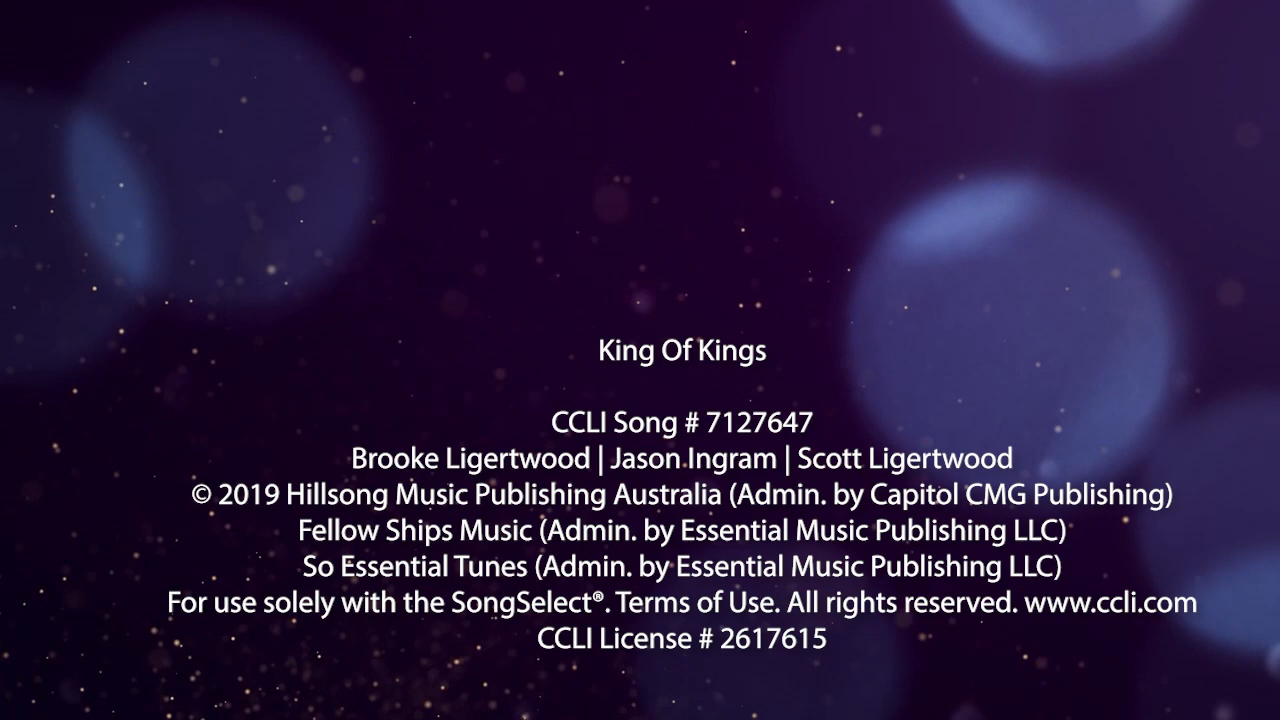 King Of Kings
CCLI Song # 7127647
Brooke Ligertwood | Jason Ingram | Scott Ligertwood
© 2019 Hillsong Music Publishing Australia (Admin. by Capitol CMG Publishing)
Fellow Ships Music (Admin. by Essential Music Publishing LLC)
So Essential Tunes (Admin. by Essential Music Publishing LLC)
For use solely with the SongSelect®. Terms of Use. All rights reserved. www.ccli.com
CCLI License # 2617615